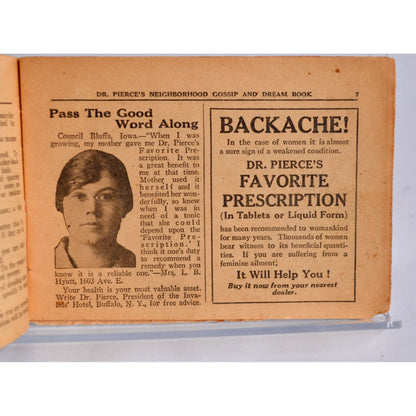 DR. PIERCE'S NEIGHBORHOOD GOSSIP AND DREAM BOOK 7
Pass The Good
Word Along
Council Bluffs, Iowa.—"When I was
growing, my mother gave me Dr. Pierce's
Favorite Pre-
scription. It was
a great benefit to
me at that time.
Mother used it
herself and it
benefited her won-
derfully, so knew
when I was in
need of a tonic
that she could
depend upon the
'Favorite Pre-
scription.' I think
it one's duty
to recommend a
remedy when you
know it is a reliable one."—Mrs. L. B.
Hyatt, 1603 Ave. E.
Your health is your most valuable asset.
Write Dr. Pierce, President of the Inva-
lids' Hotel, Buffalo, N. Y., for free advice.
BACKACHE!
In the case of women it is almost
a sure sign of a weakened condition.
DR. PIERCE'S
FAVORITE
PRESCRIPTION
(In Tablets or Liquid Form)
has been recommended to womankind
for many years. Thousands of women
bear witness to its beneficial quanti-
ties. If you are suffering from a
feminine ailment;
It Will Help You!
Buy it now from your nearest
dealer.